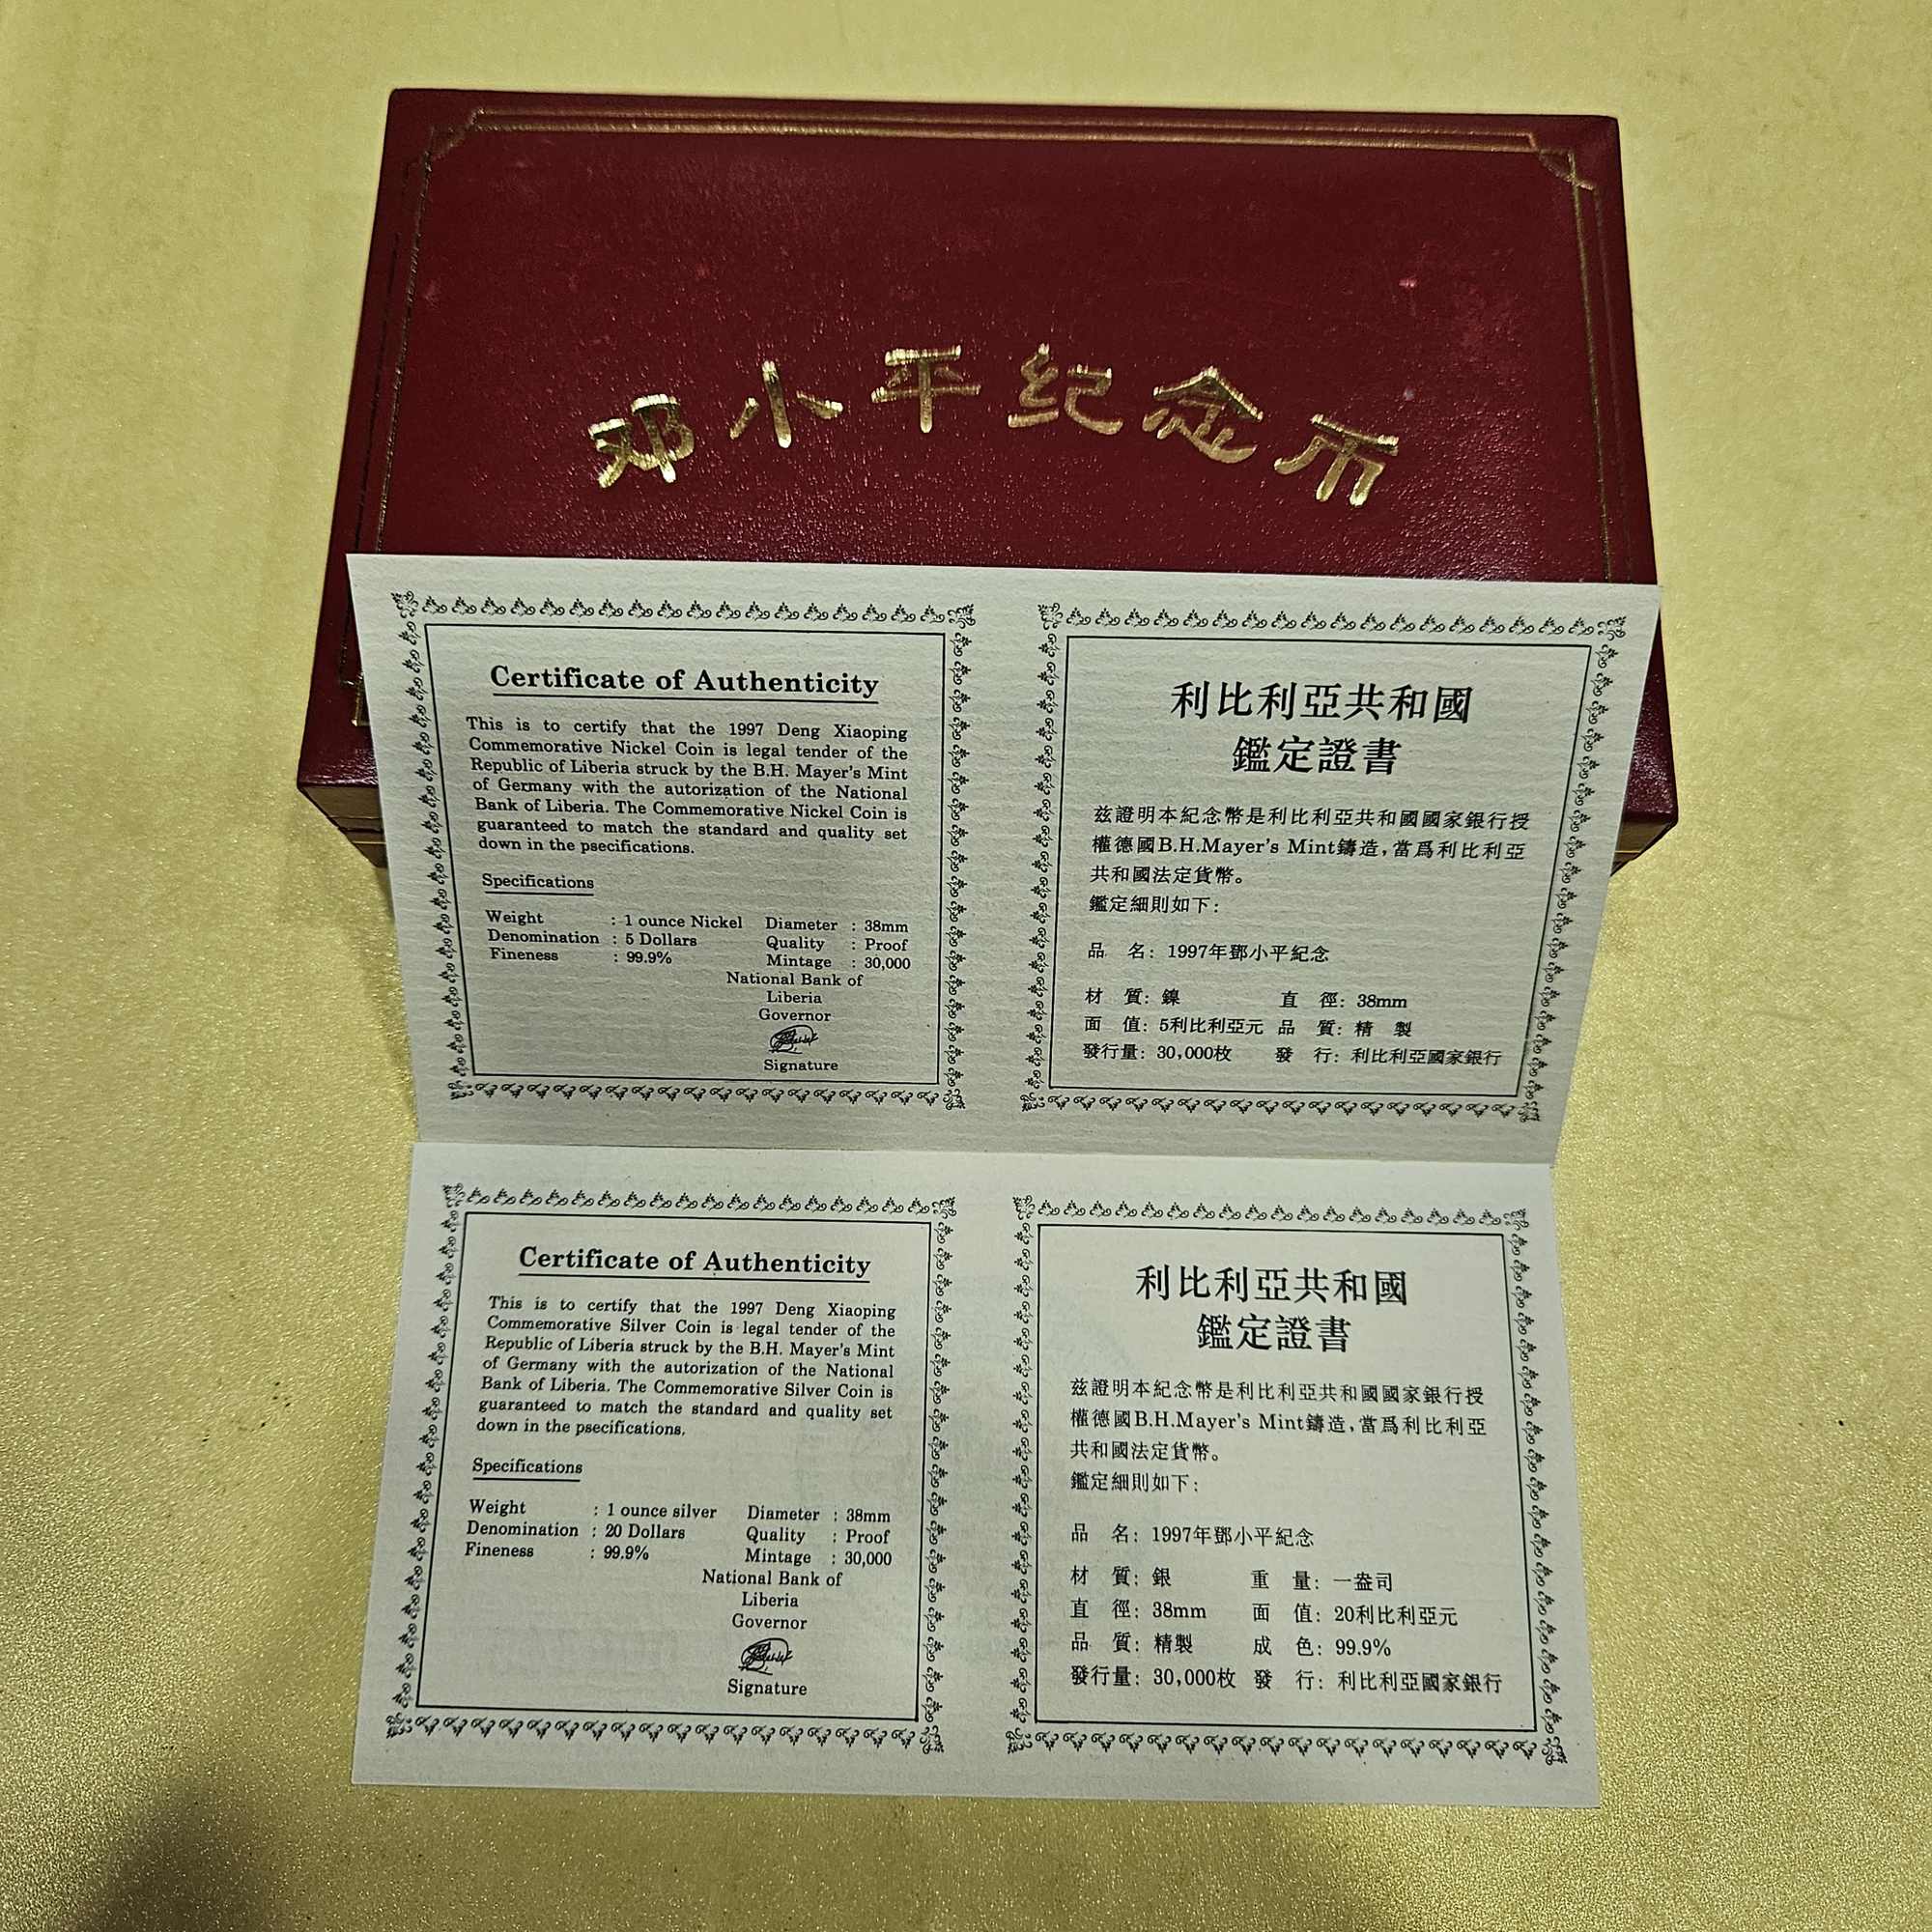 邓小平纪念币
Certificate of Authenticity
This is to certify that the 1997 Deng Xiaoping
Commemorative Nickel Coin is legal tender of the
Republic of Liberia struck by the B.H. Mayer's Mint
of Germany with the autorization of the National
Bank of Liberia. The Commemorative Nickel Coin is
guaranteed to match the standard and quality set
down in the psecifications.
Specifications
Weight : 1 ounce Nickel Diameter : 38mm
Denomination : 5 Dollars Quality : Proof
Fineness : 99.9% Mintage : 30,000
National Bank of
Liberia
Governor
Signature
利比利亞共和國
鑑定證書
玆證明本紀念幣是利比利亞共和國國家銀行授
權德國B.H.Mayer's Mint鑄造,當爲利比利亞
共和國法定貨幣。
鑑定細則如下:
品 名: 1997年鄧小平紀念
材 質: 鎳 直 徑: 38mm
面 值: 5利比利亞元 品 質: 精 製
發行量: 30,000枚 發 行: 利比利亞國家銀行
Certificate of Authenticity
This is to certify that the 1997 Deng Xiaoping
Commemorative Silver Coin is legal tender of the
Republic of Liberia struck by the B.H. Mayer's Mint
of Germany with the autorization of the National
Bank of Liberia. The Commemorative Silver Coin is
guaranteed to match the standard and quality set
down in the psecifications.
Specifications
Weight : 1 ounce silver Diameter : 38mm
Denomination : 20 Dollars Quality : Proof
Fineness : 99.9% Mintage : 30,000
National Bank of
Liberia
Governor
Signature
利比利亞共和國
鑑定證書
玆證明本紀念幣是利比利亞共和國國家銀行授
權德國B.H.Mayer's Mint鑄造,當爲利比利亞
共和國法定貨幣。
鑑定細則如下:
品 名: 1997年鄧小平紀念
材 質: 銀 重 量: 一盎司
直 徑: 38mm 面 值: 20利比利亞元
品 質: 精製 成 色: 99.9%
發行量: 30,000枚 發 行: 利比利亞國家銀行